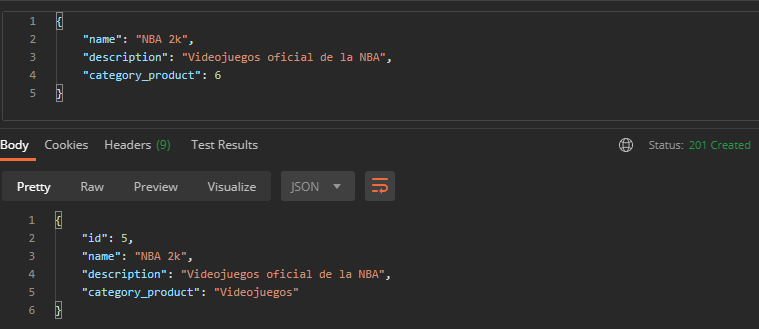 1 {
2 "name": "NBA 2k",
3 "description": "Videojuegos oficial de la NBA",
4 "category_product": 6
5 }
Body Cookies Headers (9) Test Results Status: 201 Created
Pretty Raw Preview Visualize JSON
1 {
2 "id": 5,
3 "name": "NBA 2k",
4 "description": "Videojuegos oficial de la NBA",
5 "category_product": "Videojuegos"
6 }